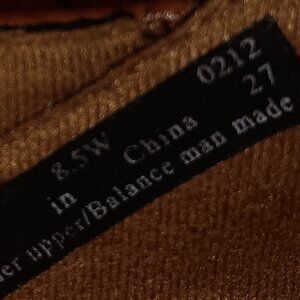 8.5W 0212
in China 27
er upper/Balance man made